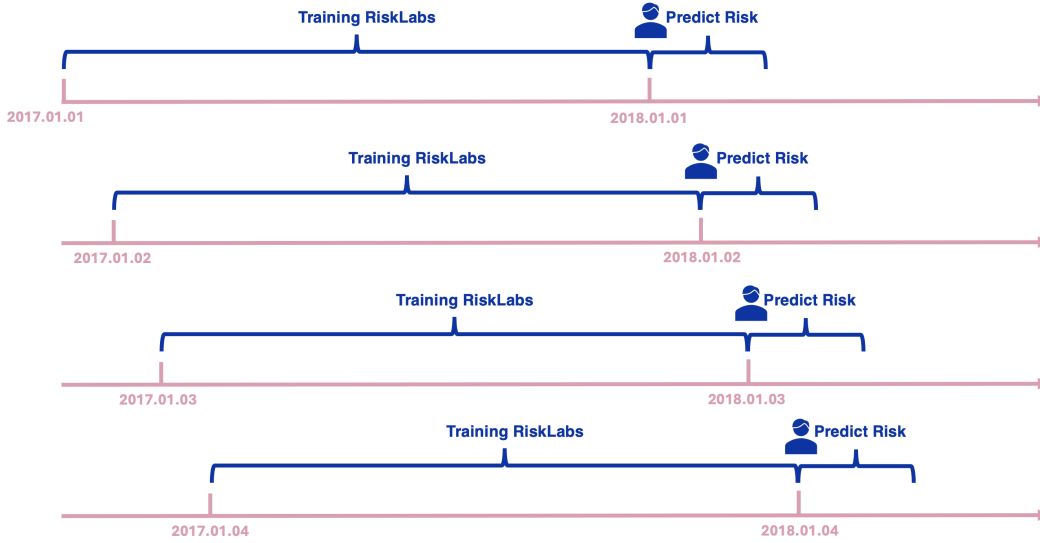 Training RiskLabs
Predict Risk
2017.01.01
2018.01.01
Training RiskLabs
Predict Risk
2017.01.02
2018.01.02
Training RiskLabs
Predict Risk
2017.01.03
2018.01.03
Training RiskLabs
Predict Risk
2017.01.04
2018.01.04